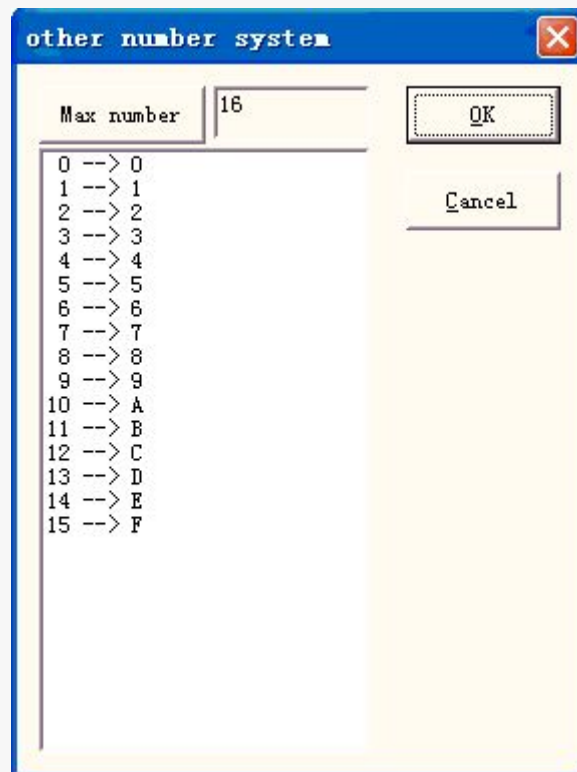 other number system
Max number
16
OK
Cancel
0 --> 0
1 --> 1
2 --> 2
3 --> 3
4 --> 4
5 --> 5
6 --> 6
7 --> 7
8 --> 8
9 --> 9
10 --> A
11 --> B
12 --> C
13 --> D
14 --> E
15 --> F